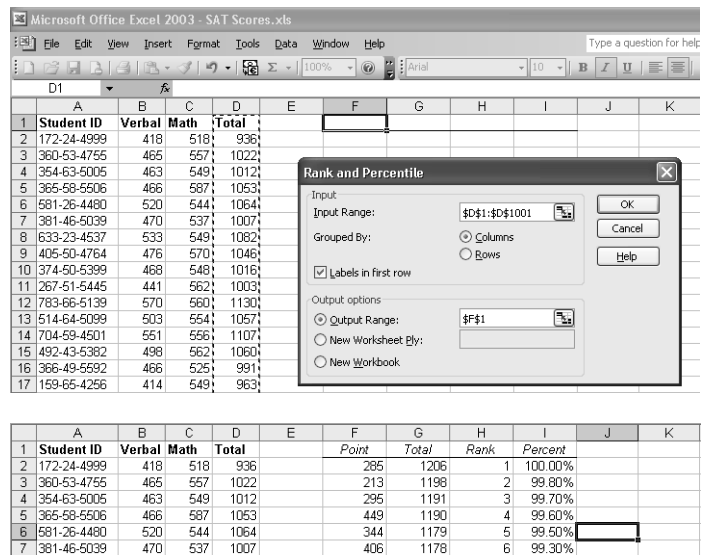 Microsoft Office Excel 2003 - SAT Scores.xls
File Edit View Insert Format Tools Data Window Help Type a question for help
100% Arial 10 B I U
D1 fx
A B C D E F G H I J K
1 Student ID Verbal Math Total
2 172-24-4999 418 518 936
3 360-53-4755 465 557 1022
4 354-63-5005 463 549 1012
5 365-58-5506 466 587 1053
6 581-26-4480 520 544 1064
7 381-46-5039 470 537 1007
8 633-23-4537 533 549 1082
9 405-50-4764 476 570 1046
10 374-50-5399 468 548 1016
11 267-51-5445 441 562 1003
12 783-66-5139 570 560 1130
13 514-64-5099 503 554 1057
14 704-59-4501 551 556 1107
15 492-43-5382 498 562 1060
16 366-49-5592 466 525 991
17 159-65-4256 414 549 963
Rank and Percentile
Input
Input Range: $D$1:$D$1001
Grouped By: Columns
Rows
Labels in first row
Output options
Output Range: $F$1
New Worksheet Ply:
New Workbook
OK
Cancel
Help
A B C D E F G H I J K
1 Student ID Verbal Math Total Point Total Rank Percent
2 172-24-4999 418 518 936 285 1206 1 100.00%
3 360-53-4755 465 557 1022 213 1198 2 99.80%
4 354-63-5005 463 549 1012 295 1191 3 99.70%
5 365-58-5506 466 587 1053 449 1190 4 99.60%
6 581-26-4480 520 544 1064 344 1179 5 99.50%
7 381-46-5039 470 537 1007 406 1178 6 99.30%